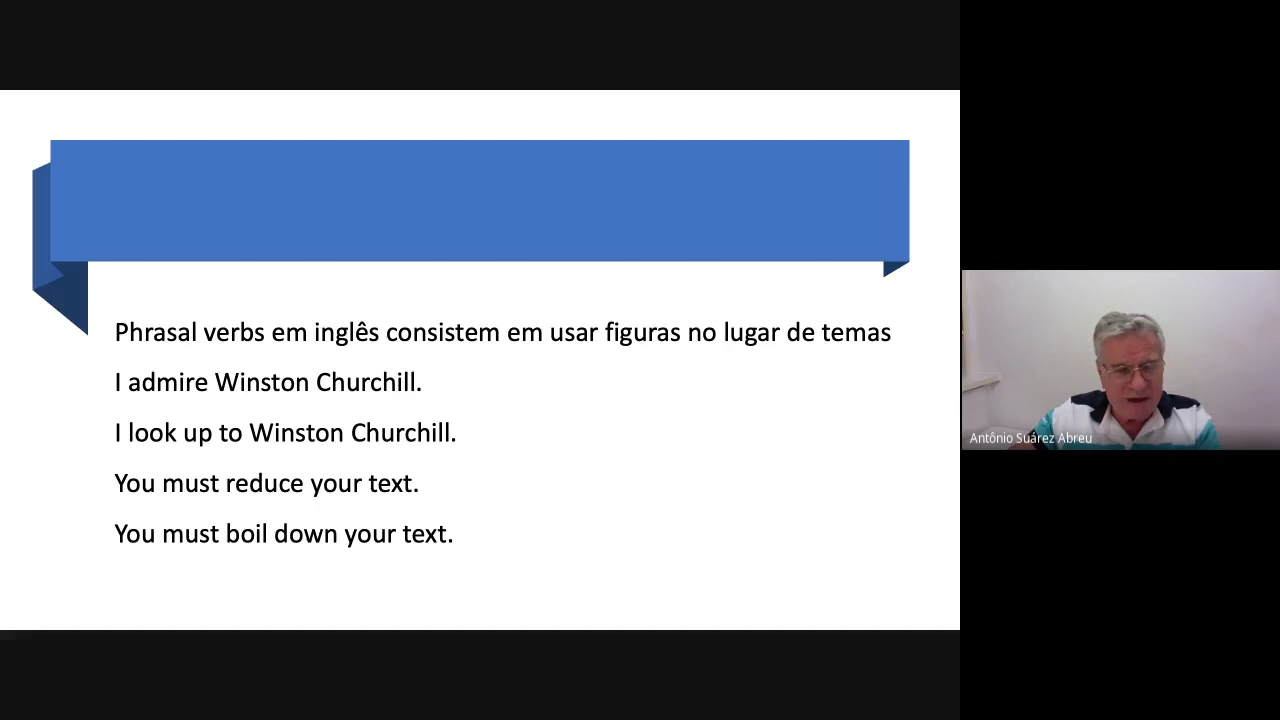 Phrasal verbs em inglês consistem em usar figuras no lugar de temas
I admire Winston Churchill.
I look up to Winston Churchill.
You must reduce your text.
You must boil down your text.
Antônio Suárez Abreu